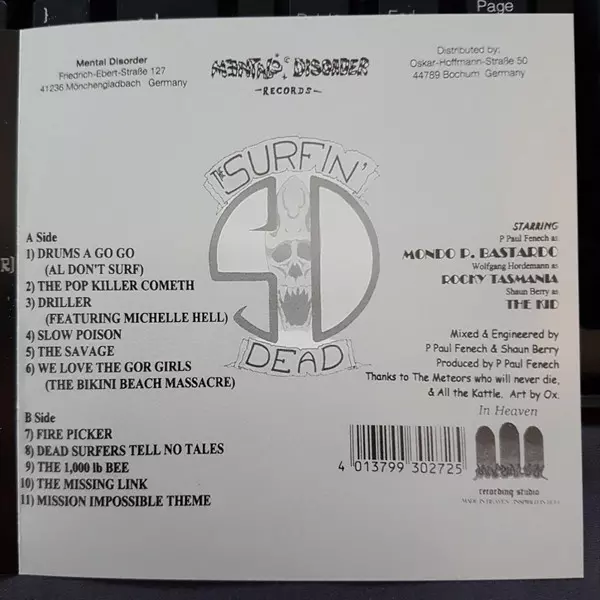 Page
Mental Disorder
Friedrich-Ebert-Straße 127
41236 Mönchengladbach Germany
MENTAL DISORDER
-RECORDS-
Distributed by:
Oskar-Hoffmann-Straße 50
44789 Bochum Germany
THE SURFIN'
DEAD
A Side
1) DRUMS A GO GO
(AL DON'T SURF)
2) THE POP KILLER COMETH
3) DRILLER
(FEATURING MICHELLE HELL)
4) SLOW POISON
5) THE SAVAGE
6) WE LOVE THE GOR GIRLS
(THE BIKINI BEACH MASSACRE)
B Side
7) FIRE PICKER
8) DEAD SURFERS TELL NO TALES
9) THE 1,000 lb BEE
10) THE MISSING LINK
11) MISSION IMPOSSIBLE THEME
STARRING
P Paul Fenech as
MONDO P. BASTARDO
Wolfgang Hordemann as
ROCKY TASMANIA
Shaun Berry as
THE KID
Mixed & Engineered by
P Paul Fenech & Shaun Berry
Produced by P Paul Fenech
Thanks to The Meteors who will never die,
& All the Kattle. Art by Ox.
In Heaven
recording studio
4 013799 302725